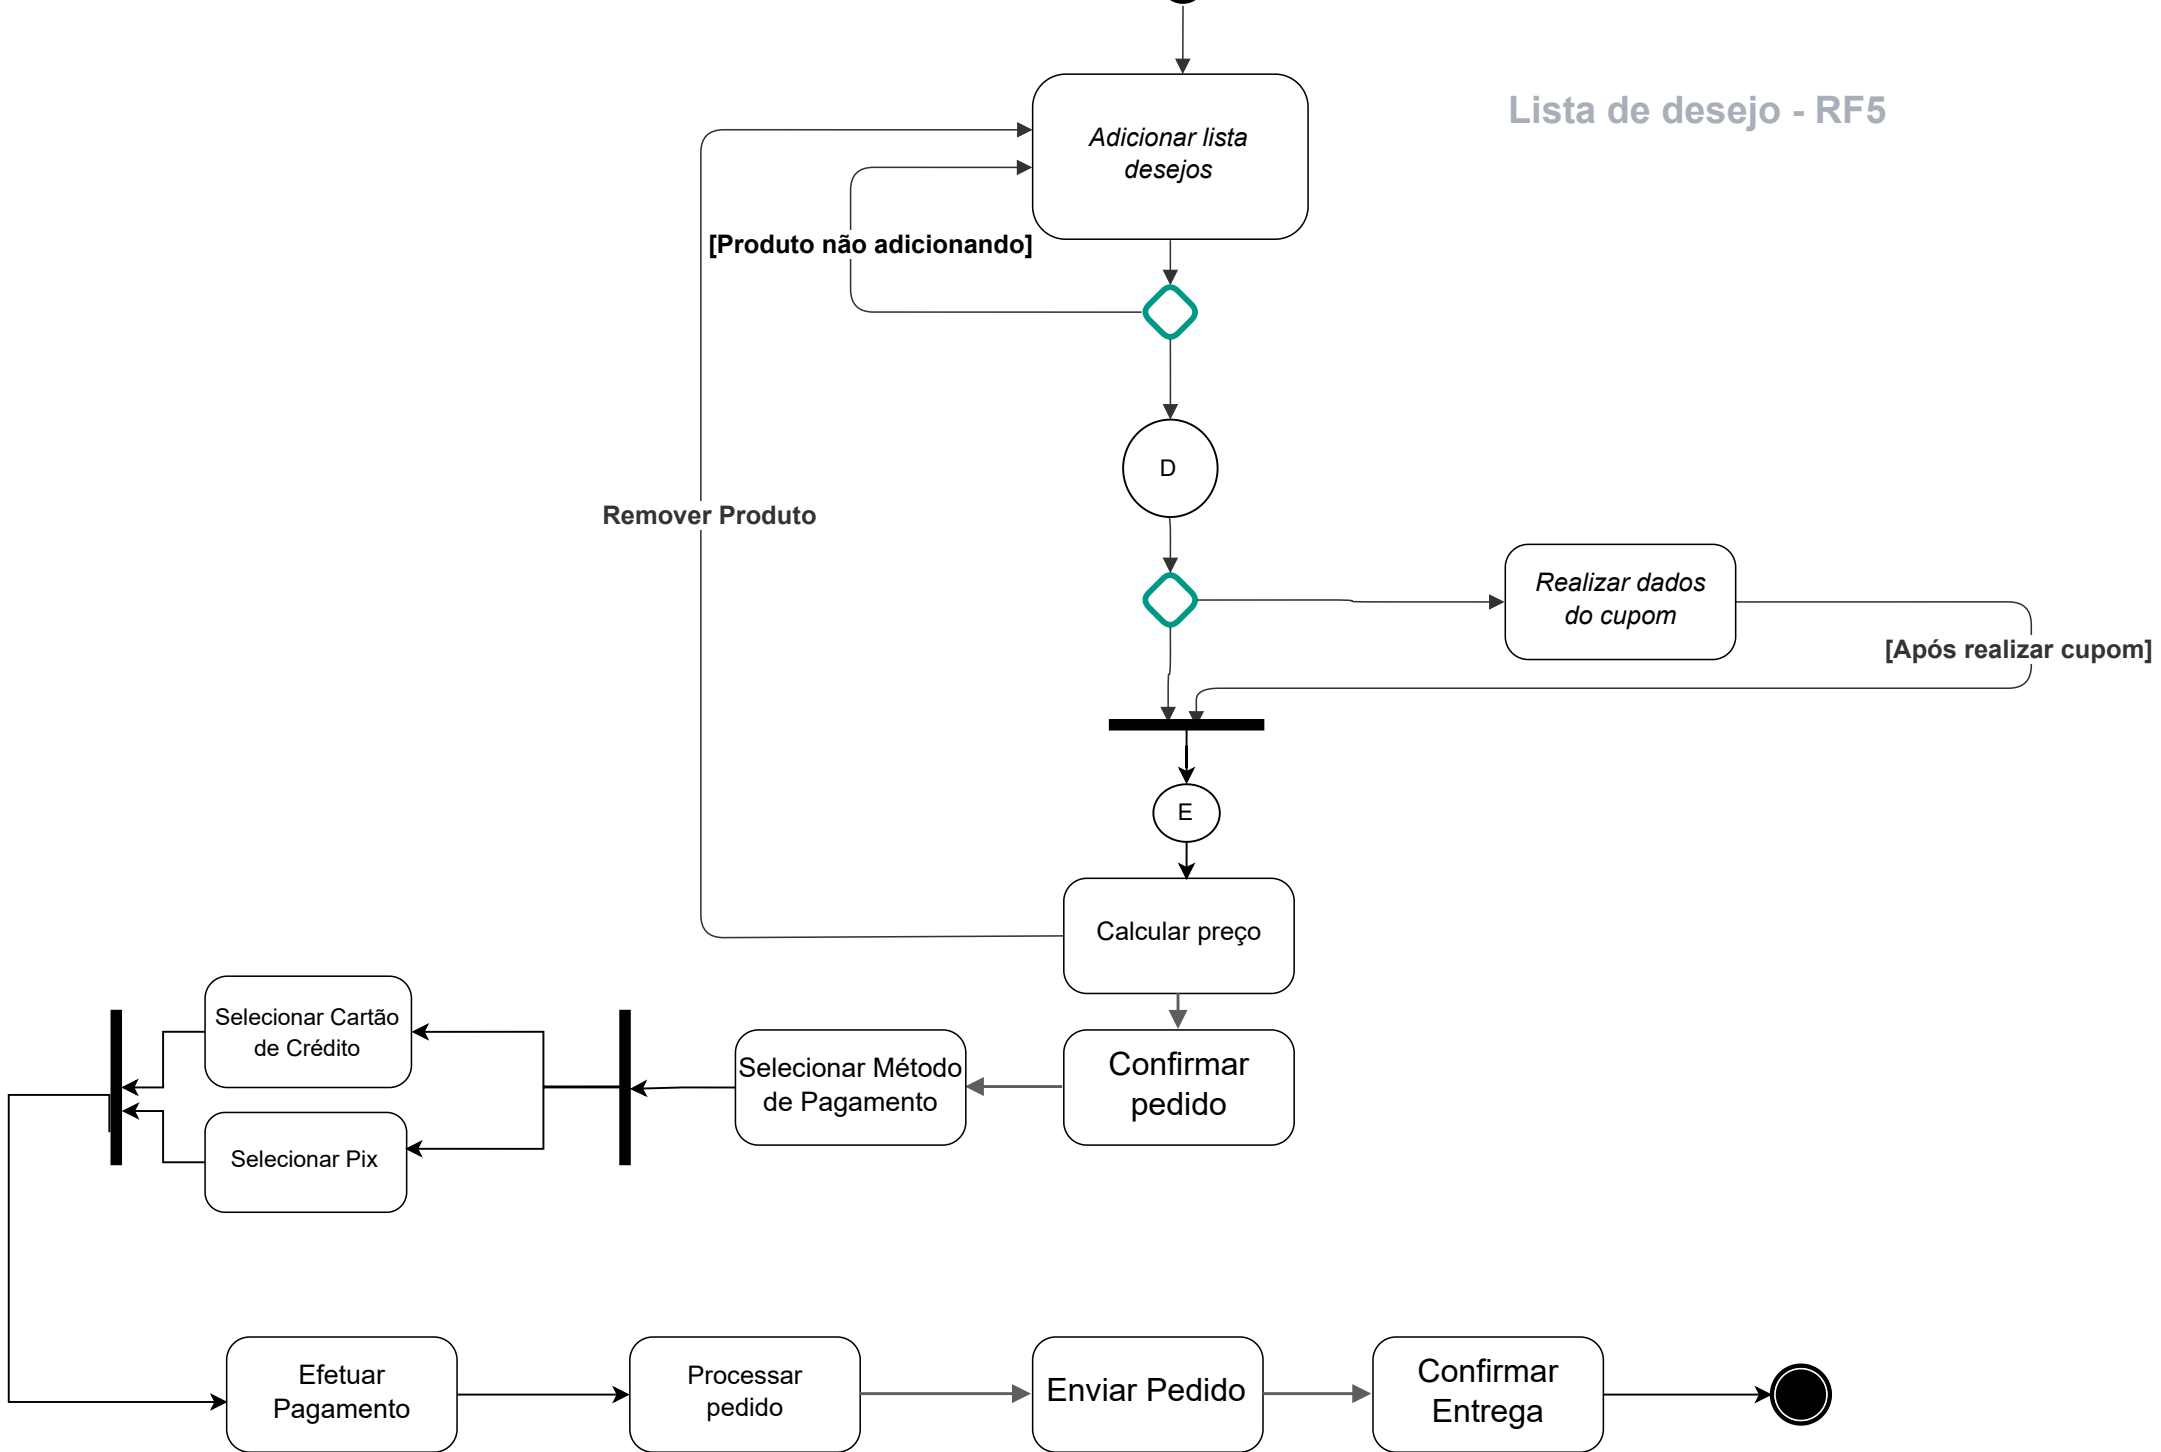 Lista de desejo - RF5
Adicionar lista
desejos
[Produto não adicionando]
D
Remover Produto
Realizar dados
do cupom
[Após realizar cupom]
E
Calcular preço
Selecionar Cartão
de Crédito
Selecionar Método
de Pagamento
Confirmar
pedido
Selecionar Pix
Efetuar
Pagamento
Processar
pedido
Enviar Pedido
Confirmar
Entrega